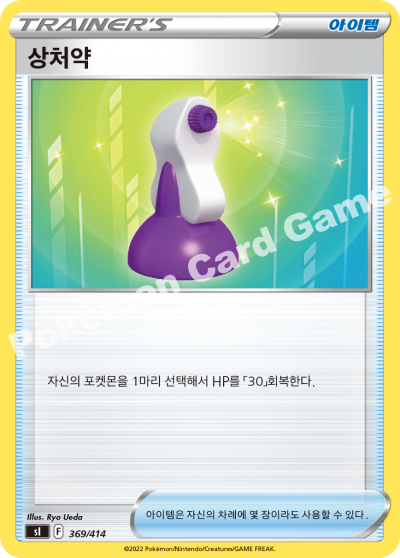 TRAINER'S
아이템
상처약
Pokémon Card Game
자신의 포켓몬을 1마리 선택해서 HP를 「30」회복한다.
Illus. Ryo Ueda
sI F 369/414
아이템은 자신의 차례에 몇 장이라도 사용할 수 있다.
©2022 Pokémon/Nintendo/Creatures/GAME FREAK.